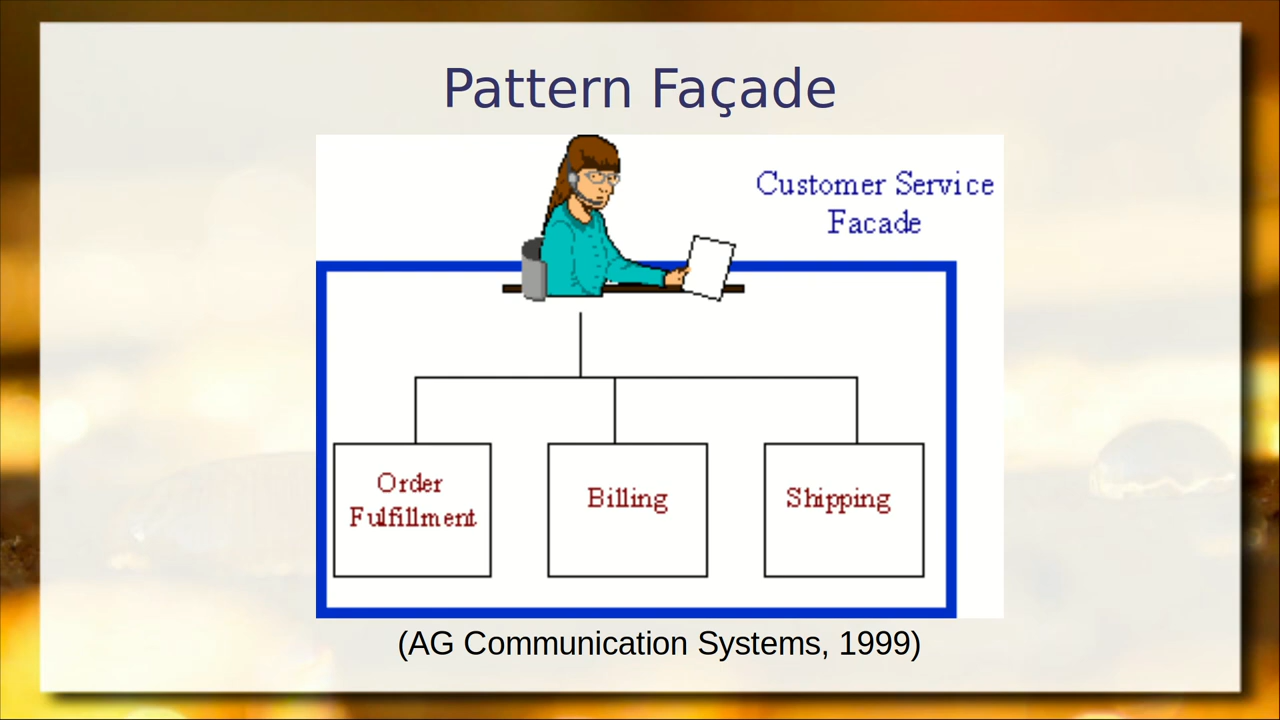 Pattern Façade
Customer Service
Facade
Order
Fulfillment
Billing
Shipping
(AG Communication Systems, 1999)